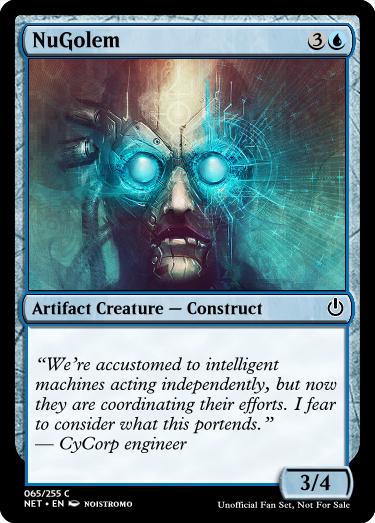 NuGolem 3
Artifact Creature — Construct
“We’re accustomed to intelligent
machines acting independently, but now
they are coordinating their efforts. I fear
to consider what this portends.”
— CyCorp engineer
3/4
065/255 C
NET • EN NOISTROMO
Unofficial Fan Set, Not For Sale